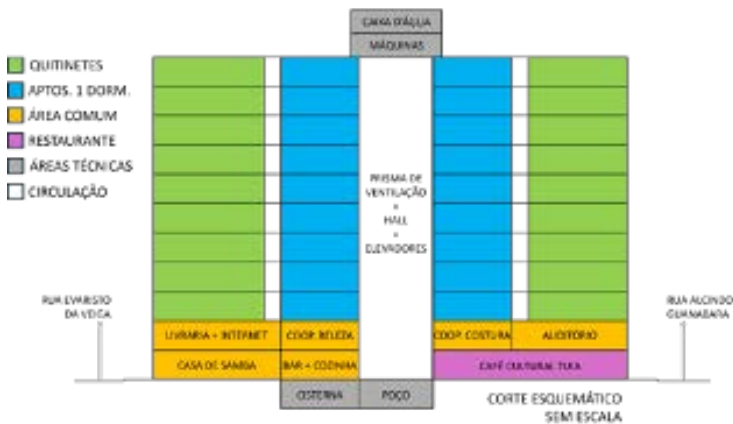 CAIXA D'ÁGUA
MÁQUINAS
QUITINETES
APTOS. 1 DORM.
ÁREA COMUM
RESTAURANTE
ÁREAS TÉCNICAS
CIRCULAÇÃO
PRISMA DE
VENTILAÇÃO
+
HALL
+
ELEVADORES
RUA EVARISTO
DA VEIGA
RUA ALCINDO
GUANABARA
LIVRARIA + INTERNET
COOP. BELEZA
COOP. COSTURA
AUDITÓRIO
CASA DE SAMBA
BAR + COZINHA
CAFÉ CULTURAL
CISTERNA
POÇO
CORTE ESQUEMÁTICO
SEM ESCALA